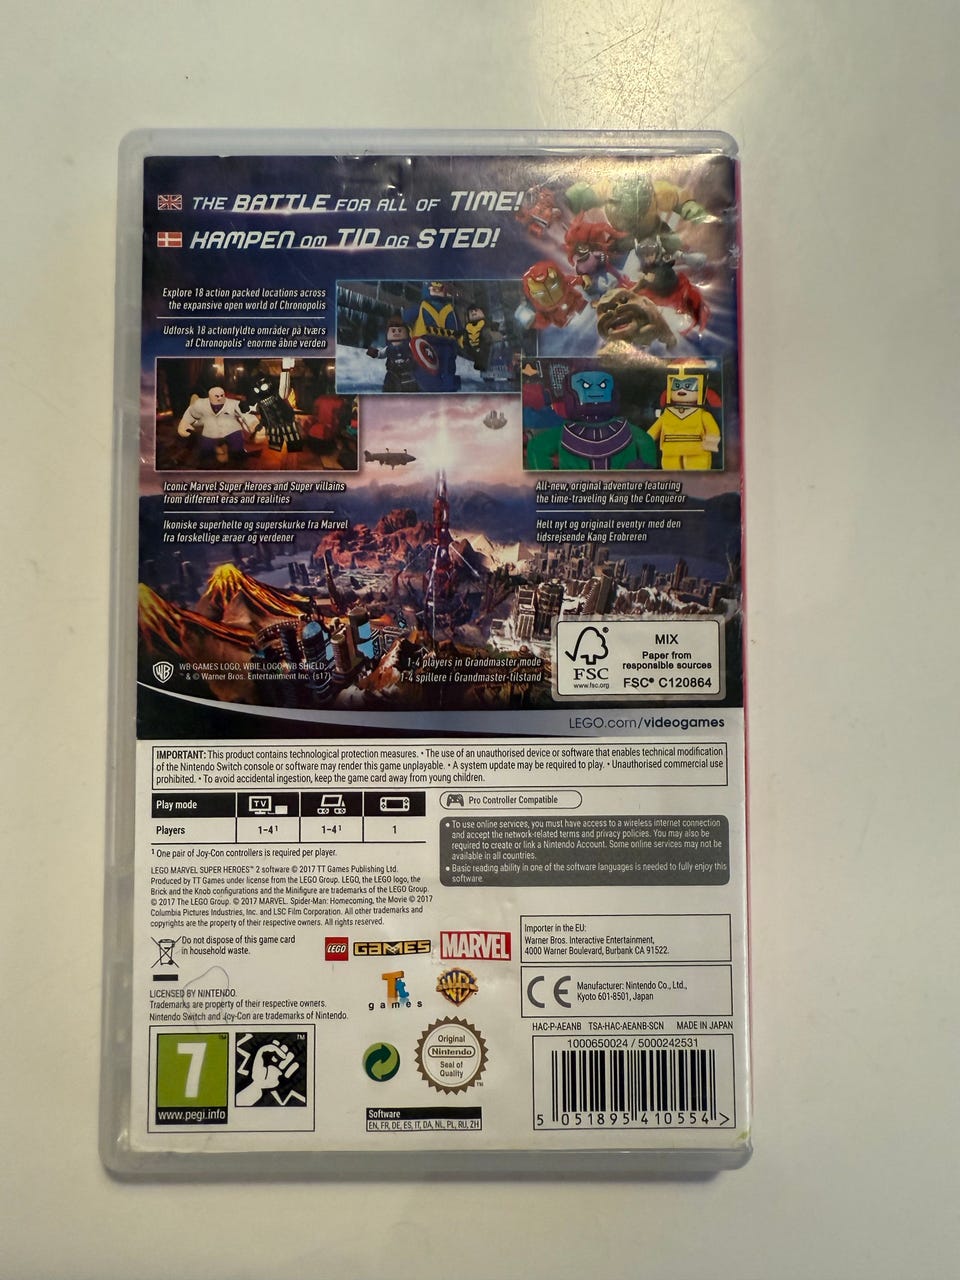 THE BATTLE FOR ALL OF TIME!
KAMPEN OM TID OG STED!
Explore 18 action packed locations across
the expansive open world of Chronopolis
Udforsk 18 actionfyldte områder på tværs
af Chronopolis' enorme åbne verden
Iconic Marvel Super Heroes and Super villains
from different eras and realities
Ikoniske superhelte og superskurke fra Marvel
fra forskellige æraer og verdener
All-new, original adventure featuring
the time-traveling Kang the Conqueror
Helt nyt og originalt eventyr med den
tidsrejsende Kang Erobreren
WB GAMES LOGO, WBIE LOGO, WB SHIELD:
™ & © Warner Bros. Entertainment Inc. (s17)
1-4 players in Grandmaster mode
1-4 spillere i Grandmaster-tilstand
FSC
www.fsc.org
MIX
Paper from
responsible sources
FSC® C120864
LEGO.com/videogames
IMPORTANT: This product contains technological protection measures. • The use of an unauthorised device or software that enables technical modification
of the Nintendo Switch console or software may render this game unplayable. • A system update may be required to play. • Unauthorised commercial use
prohibited. • To avoid accidental ingestion, keep the game card away from young children.
Play mode TV
Players 1-4¹ 1-4¹ 1
¹ One pair of Joy-Con controllers is required per player.
Pro Controller Compatible
• To use online services, you must have access to a wireless internet connection
and accept the network-related terms and privacy policies. You may also be
required to create or link a Nintendo Account. Some online services may not be
available in all countries.
• Basic reading ability in one of the software languages is needed to fully enjoy this
software.
LEGO MARVEL SUPER HEROES™ 2 software © 2017 TT Games Publishing Ltd.
Produced by TT Games under license from the LEGO Group. LEGO, the LEGO logo, the
Brick and the Knob configurations and the Minifigure are trademarks of the LEGO Group.
© 2017 The LEGO Group. © 2017 MARVEL. Spider-Man: Homecoming, the Movie © 2017
Columbia Pictures Industries, Inc. and LSC Film Corporation. All other trademarks and
copyrights are the property of their respective owners. All rights reserved.
Do not dispose of this game card
in household waste.
LEGO GAMES MARVEL
Tt games WB
Importer in the EU:
Warner Bros. Interactive Entertainment,
4000 Warner Boulevard, Burbank CA 91522.
CE Manufacturer: Nintendo Co., Ltd.,
Kyoto 601-8501, Japan
LICENSED BY NINTENDO.
Trademarks are property of their respective owners.
Nintendo Switch and Joy-Con are trademarks of Nintendo.
HAC-P-AEANB TSA-HAC-AEANB-SCN MADE IN JAPAN
7
www.pegi.info
Original
Nintendo
Seal of
Quality
Software
EN, FR, DE, ES, IT, DA, NL, PL, RU, ZH
1000650024 / 5000242531
5 051895 410554 >